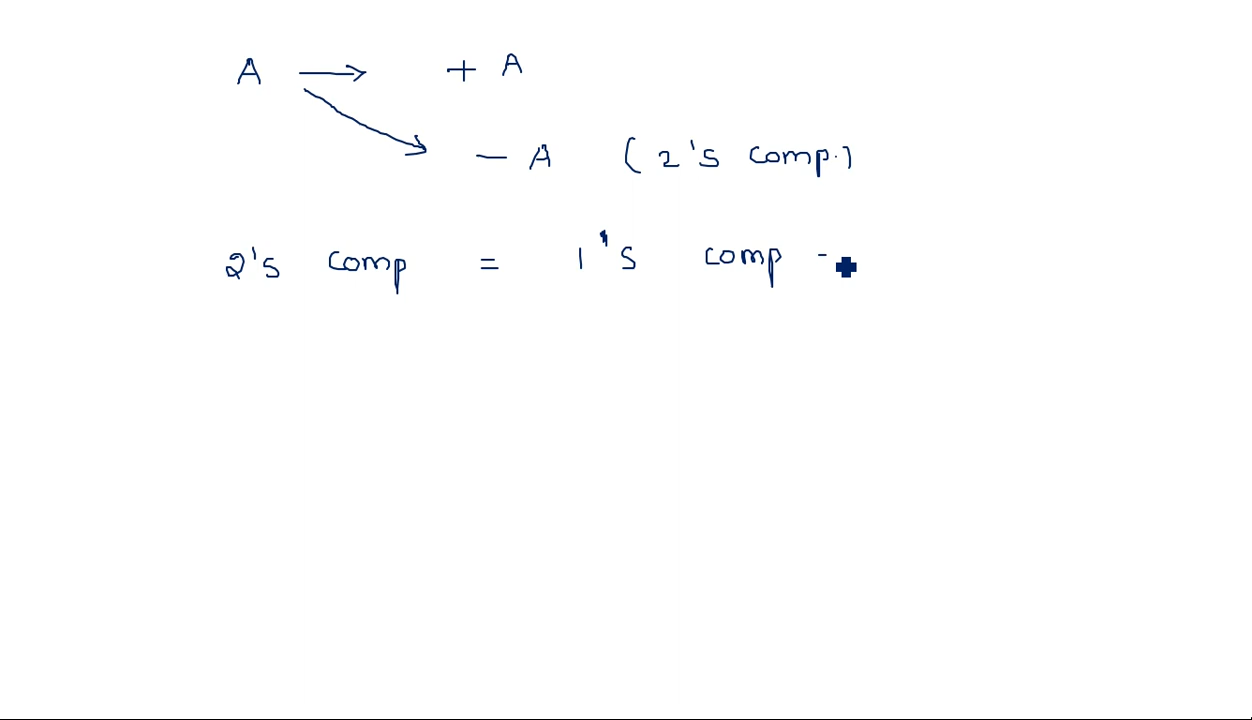 A → + A
− A (2's comp.)
2's comp = 1's comp -